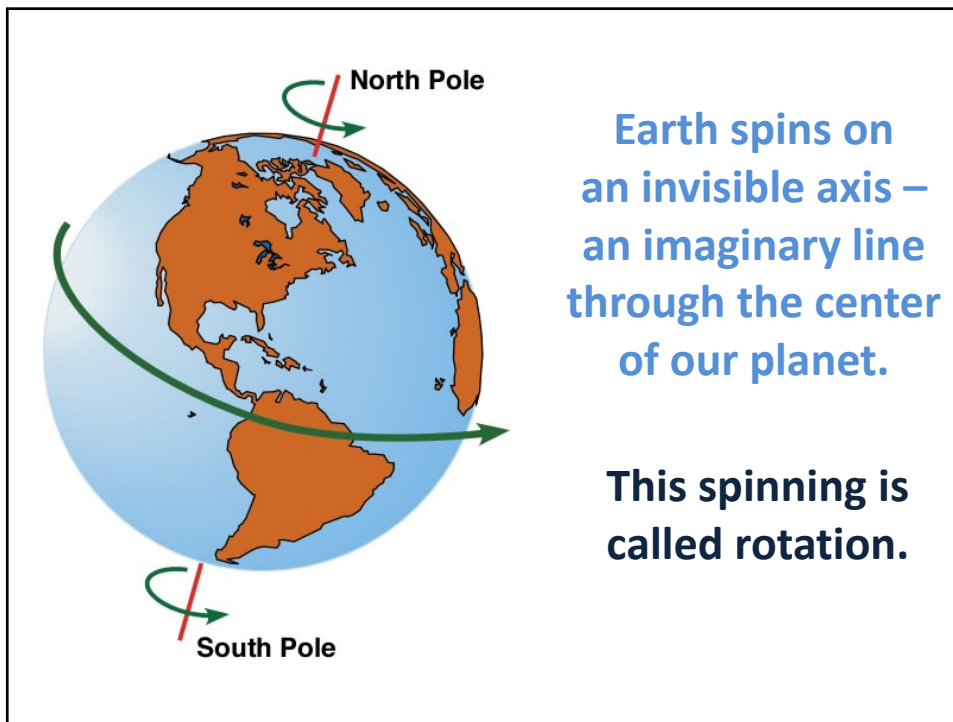 North Pole
Earth spins on
an invisible axis –
an imaginary line
through the center
of our planet.
This spinning is
called rotation.
South Pole